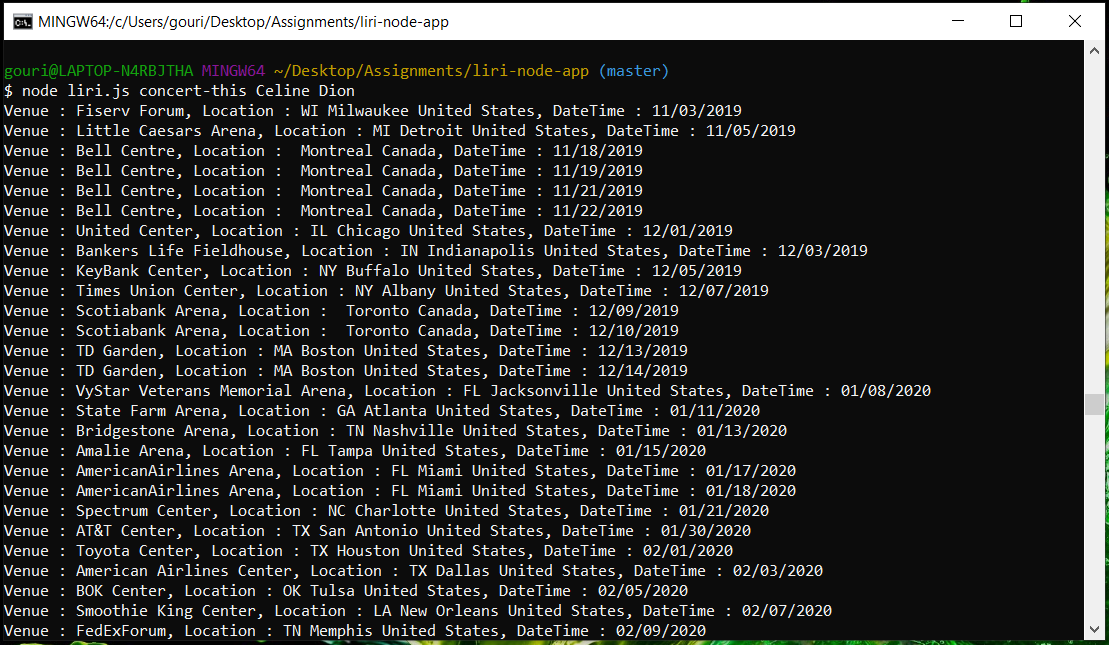 MINGW64:/c/Users/gouri/Desktop/Assignments/liri-node-app
gouri@LAPTOP-N4RBJTHA MINGW64 ~/Desktop/Assignments/liri-node-app (master)
$ node liri.js concert-this Celine Dion
Venue : Fiserv Forum, Location : WI Milwaukee United States, DateTime : 11/03/2019
Venue : Little Caesars Arena, Location : MI Detroit United States, DateTime : 11/05/2019
Venue : Bell Centre, Location :  Montreal Canada, DateTime : 11/18/2019
Venue : Bell Centre, Location :  Montreal Canada, DateTime : 11/19/2019
Venue : Bell Centre, Location :  Montreal Canada, DateTime : 11/21/2019
Venue : Bell Centre, Location :  Montreal Canada, DateTime : 11/22/2019
Venue : United Center, Location : IL Chicago United States, DateTime : 12/01/2019
Venue : Bankers Life Fieldhouse, Location : IN Indianapolis United States, DateTime : 12/03/2019
Venue : KeyBank Center, Location : NY Buffalo United States, DateTime : 12/05/2019
Venue : Times Union Center, Location : NY Albany United States, DateTime : 12/07/2019
Venue : Scotiabank Arena, Location :  Toronto Canada, DateTime : 12/09/2019
Venue : Scotiabank Arena, Location :  Toronto Canada, DateTime : 12/10/2019
Venue : TD Garden, Location : MA Boston United States, DateTime : 12/13/2019
Venue : TD Garden, Location : MA Boston United States, DateTime : 12/14/2019
Venue : VyStar Veterans Memorial Arena, Location : FL Jacksonville United States, DateTime : 01/08/2020
Venue : State Farm Arena, Location : GA Atlanta United States, DateTime : 01/11/2020
Venue : Bridgestone Arena, Location : TN Nashville United States, DateTime : 01/13/2020
Venue : Amalie Arena, Location : FL Tampa United States, DateTime : 01/15/2020
Venue : AmericanAirlines Arena, Location : FL Miami United States, DateTime : 01/17/2020
Venue : AmericanAirlines Arena, Location : FL Miami United States, DateTime : 01/18/2020
Venue : Spectrum Center, Location : NC Charlotte United States, DateTime : 01/21/2020
Venue : AT&T Center, Location : TX San Antonio United States, DateTime : 01/30/2020
Venue : Toyota Center, Location : TX Houston United States, DateTime : 02/01/2020
Venue : American Airlines Center, Location : TX Dallas United States, DateTime : 02/03/2020
Venue : BOK Center, Location : OK Tulsa United States, DateTime : 02/05/2020
Venue : Smoothie King Center, Location : LA New Orleans United States, DateTime : 02/07/2020
Venue : FedExForum, Location : TN Memphis United States, DateTime : 02/09/2020